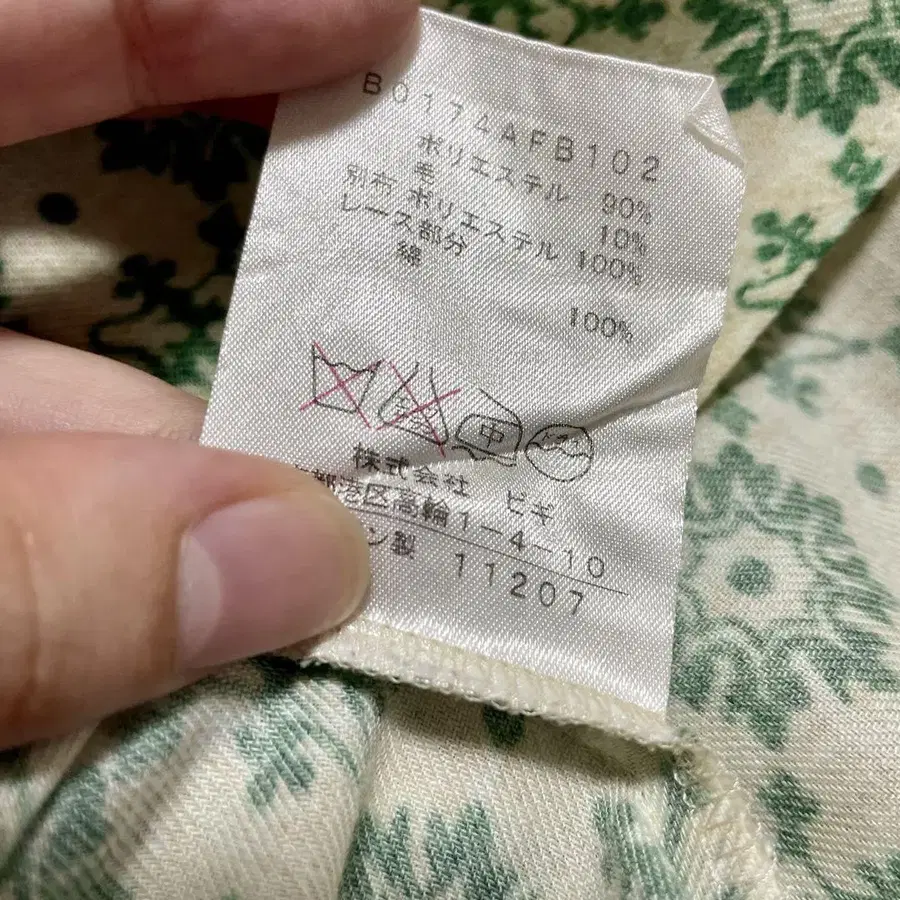 B0174AFB102
ポリエステル 90%
毛 10%
別布 ポリエステル 100%
レース部分
綿 100%
中
株式会社 ビギ
都港区高輪1-4-10
ン製 11207